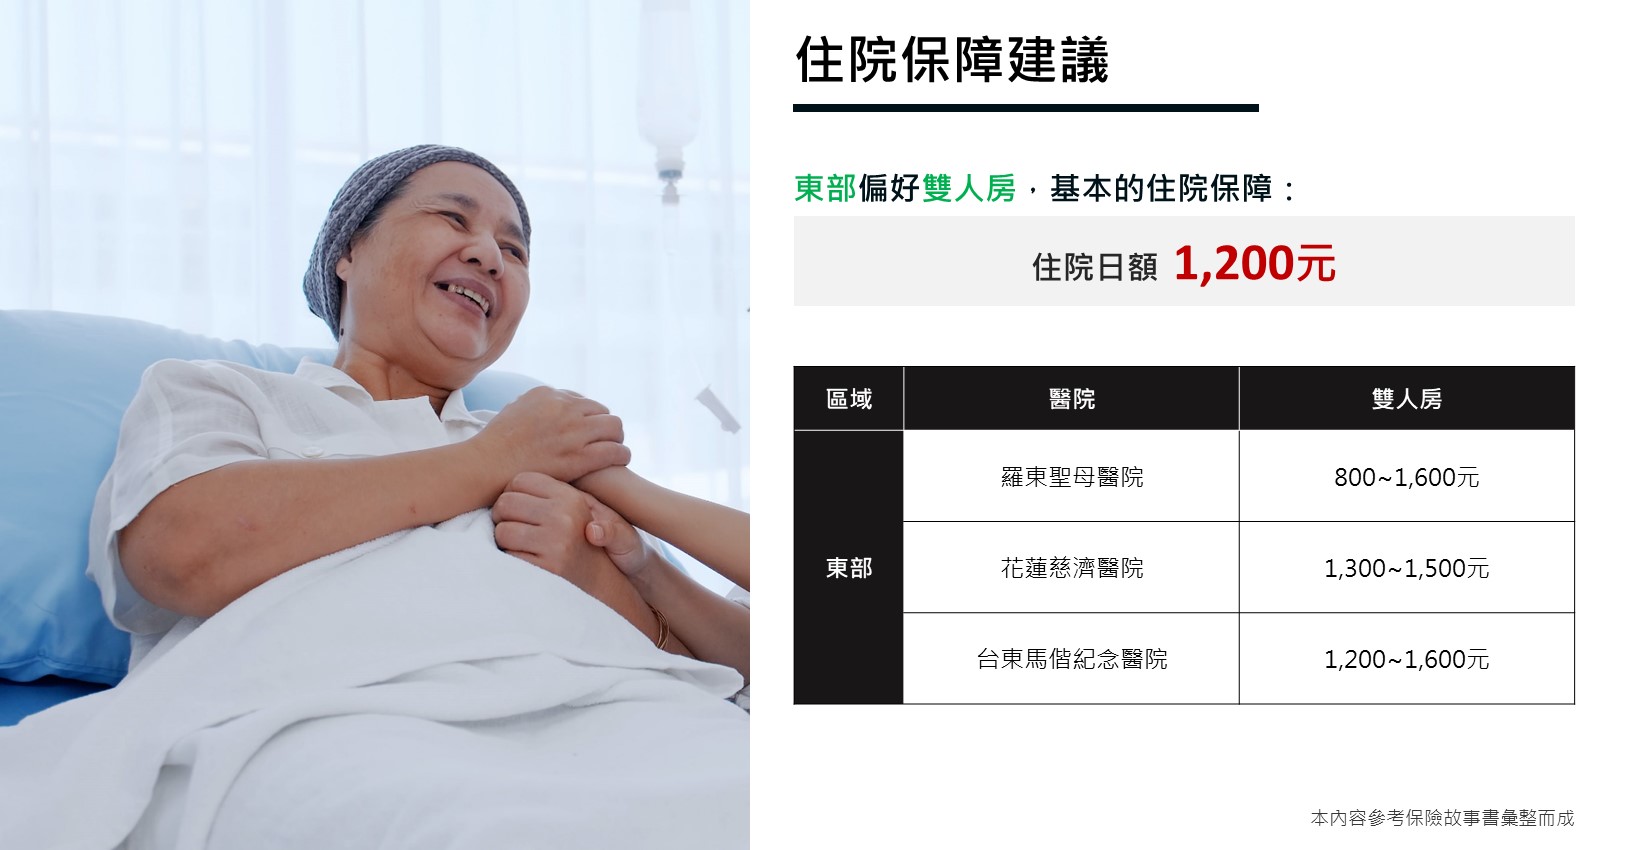 住院保障建議
東部偏好雙人房，基本的住院保障：
住院日額 1,200元
區域 醫院 雙人房
東部
羅東聖母醫院 800~1,600元
花蓮慈濟醫院 1,300~1,500元
台東馬偕紀念醫院 1,200~1,600元
本內容參考保險故事書彙整而成